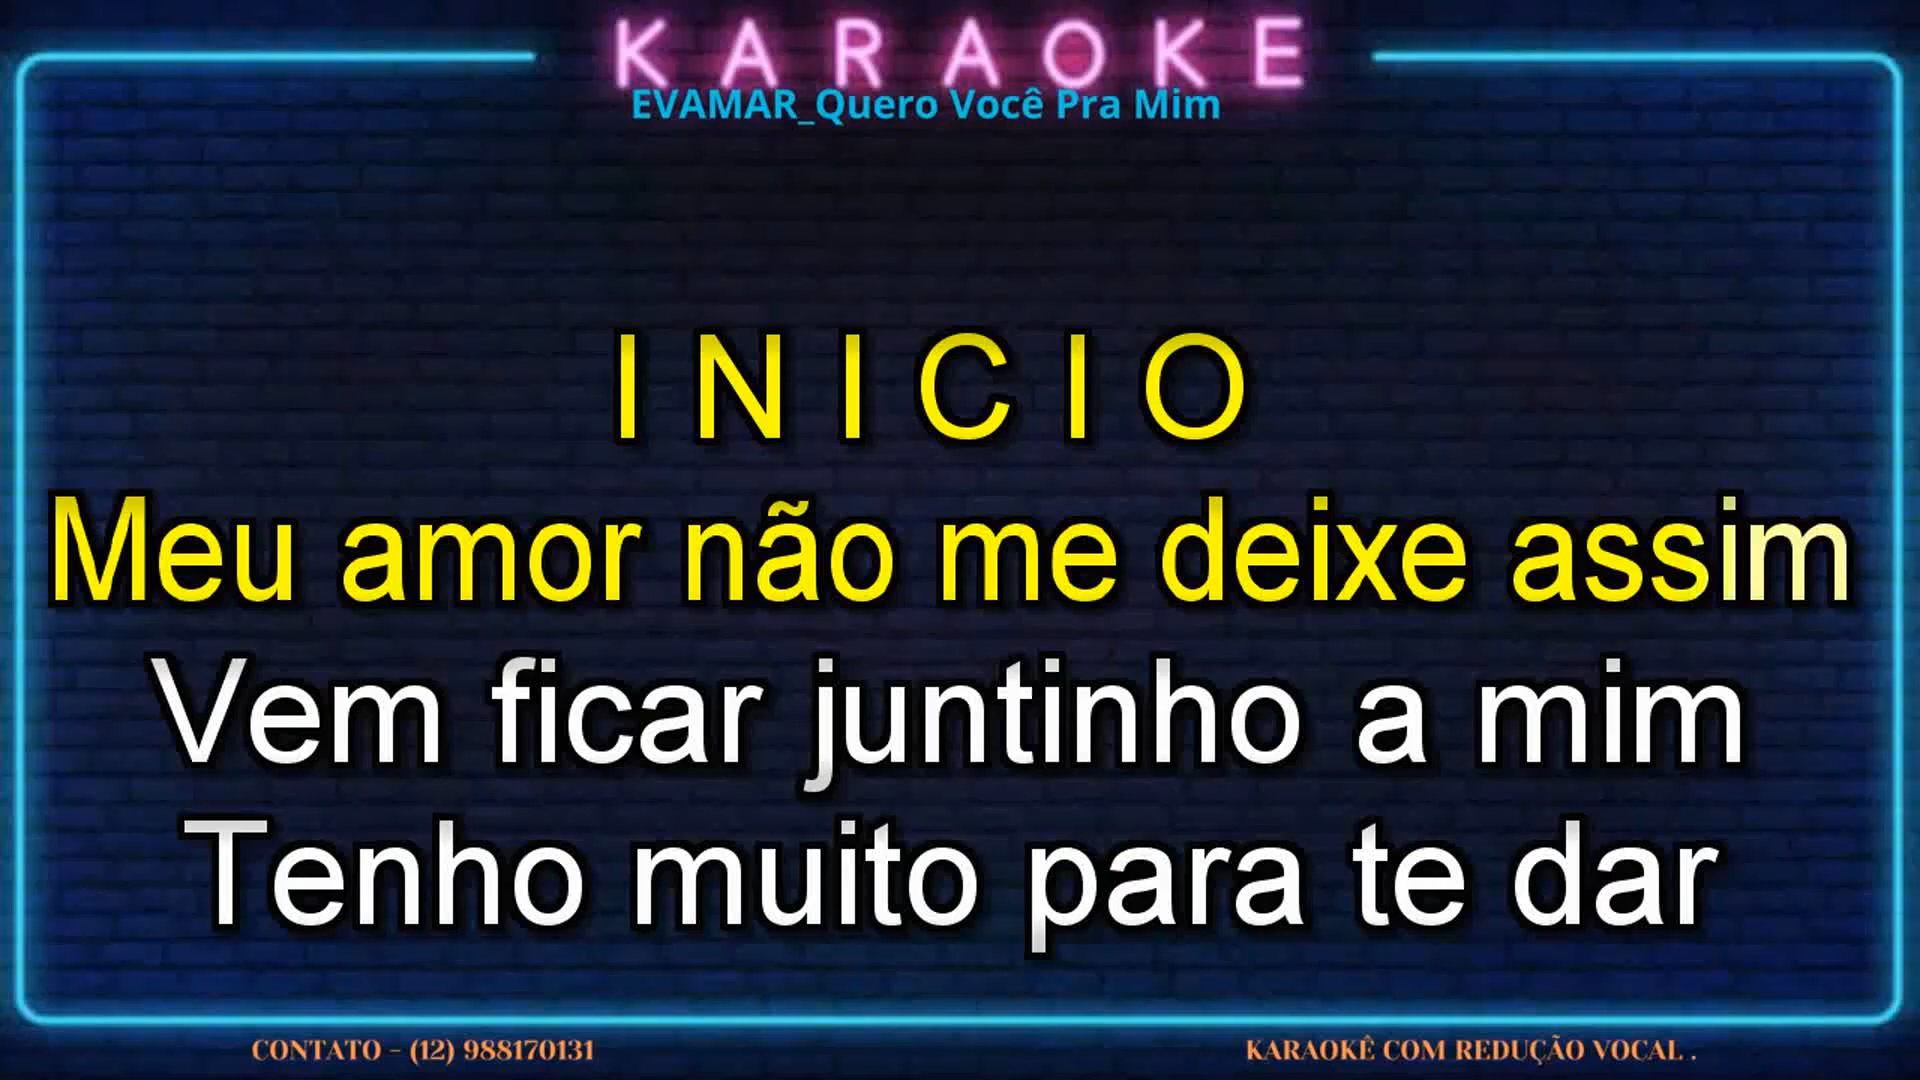 KARAOKE
EVAMAR_Quero Você Pra Mim
I N I C I O
Meu amor não me deixe assim
Vem ficar juntinho a mim
Tenho muito para te dar
CONTATO - (12) 988170131
KARAOKÊ COM REDUÇÃO VOCAL .